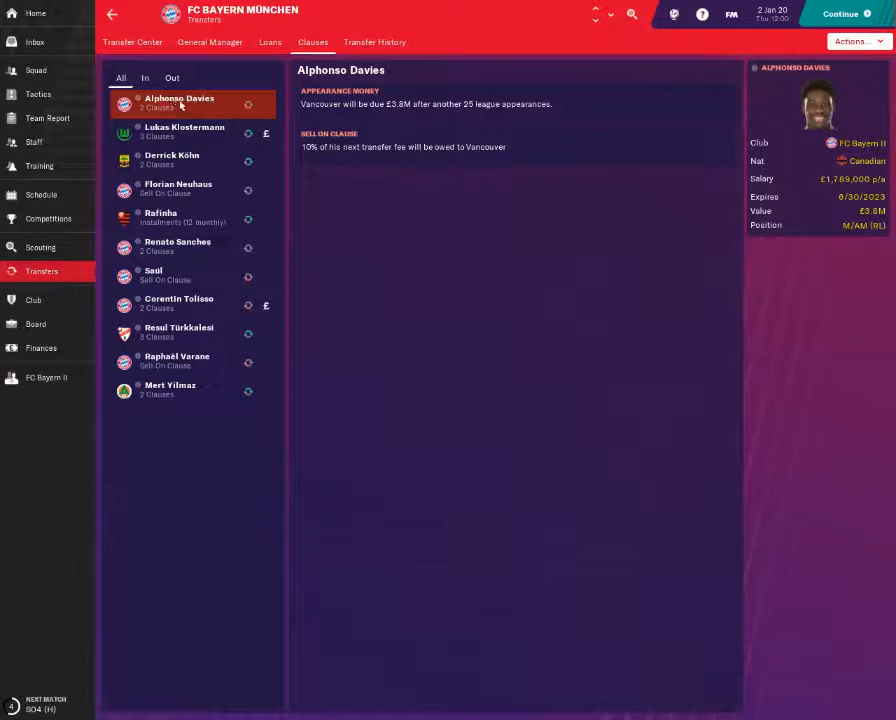 FC BAYERN MÜNCHEN
Transfers
FM
2 Jan 20
Thu 12:00
Continue
Transfer Center
General Manager
Loans
Clauses
Transfer History
Actions...
Home
Inbox
Squad
Tactics
Team Report
Staff
Training
Schedule
Competitions
Scouting
Transfers
Club
Board
Finances
FC Bayern II
4
NEXT MATCH
S04 (H)
All
In
Out
Alphonso Davies
2 Clauses
Lukas Klostermann
3 Clauses
£
Derrick Köhn
2 Clauses
Florian Neuhaus
Sell On Clause
Rafinha
Instalments (12 monthly)
Renato Sanches
2 Clauses
Saúl
Sell On Clause
Corentin Tolisso
2 Clauses
£
Resul Türkkalesi
3 Clauses
Raphaël Varane
Sell On Clause
Mert Yilmaz
2 Clauses
Alphonso Davies
APPEARANCE MONEY
Vancouver will be due £3.8M after another 25 league appearances.
SELL ON CLAUSE
10% of his next transfer fee will be owed to Vancouver
ALPHONSO DAVIES
Club FC Bayern II
Nat Canadian
Salary £1,789,000 p/a
Expires 6/30/2023
Value £3.8M
Position M/AM (RL)